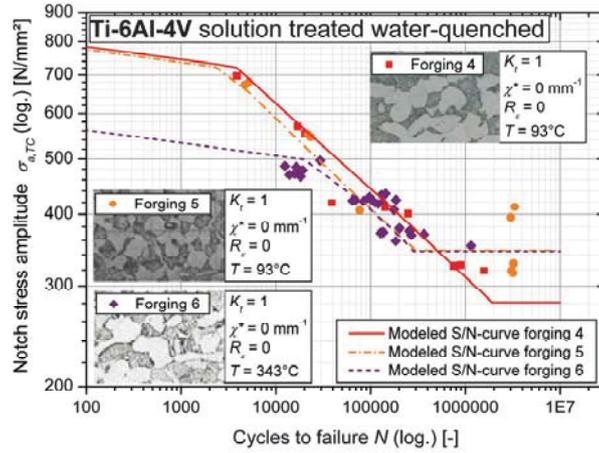 Ti-6Al-4V solution treated water-quenched
Notch stress amplitude σa,TC (log.) [N/mm²]
900
800
700
600
500
400
300
200
Forging 4
Kt = 1
χ* = 0 mm⁻¹
Rε = 0
T = 93°C
Forging 5
Kt = 1
χ* = 0 mm⁻¹
Rε = 0
T = 93°C
Forging 6
Kt = 1
χ* = 0 mm⁻¹
Rε = 0
T = 343°C
Modeled S/N-curve forging 4
Modeled S/N-curve forging 5
Modeled S/N-curve forging 6
100
1000
10000
100000
1000000
1E7
Cycles to failure N (log.) [-]